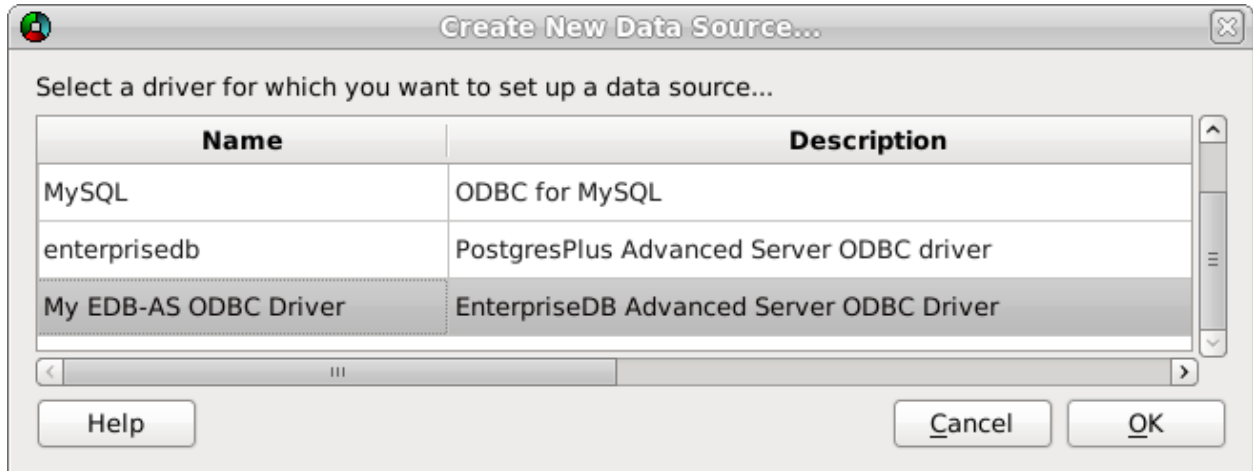 Create New Data Source...
Select a driver for which you want to set up a data source...
Name Description
MySQL ODBC for MySQL
enterprisedb PostgresPlus Advanced Server ODBC driver
My EDB-AS ODBC Driver EnterpriseDB Advanced Server ODBC Driver
Help Cancel OK